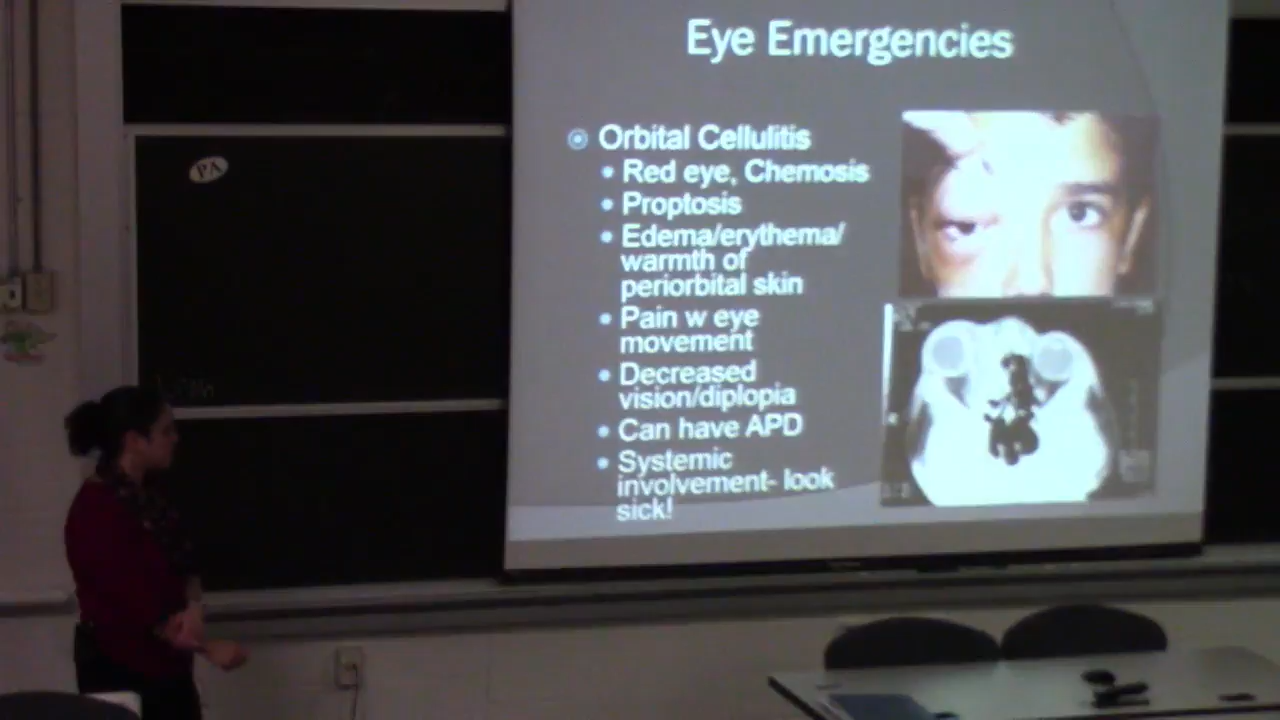 Eye Emergencies
PA
Orbital Cellulitis
Red eye, Chemosis
Proptosis
Edema/erythema/
warmth of
periorbital skin
Pain w eye
movement
Decreased
vision/diplopia
Can have APD
Systemic
involvement- look
sick!